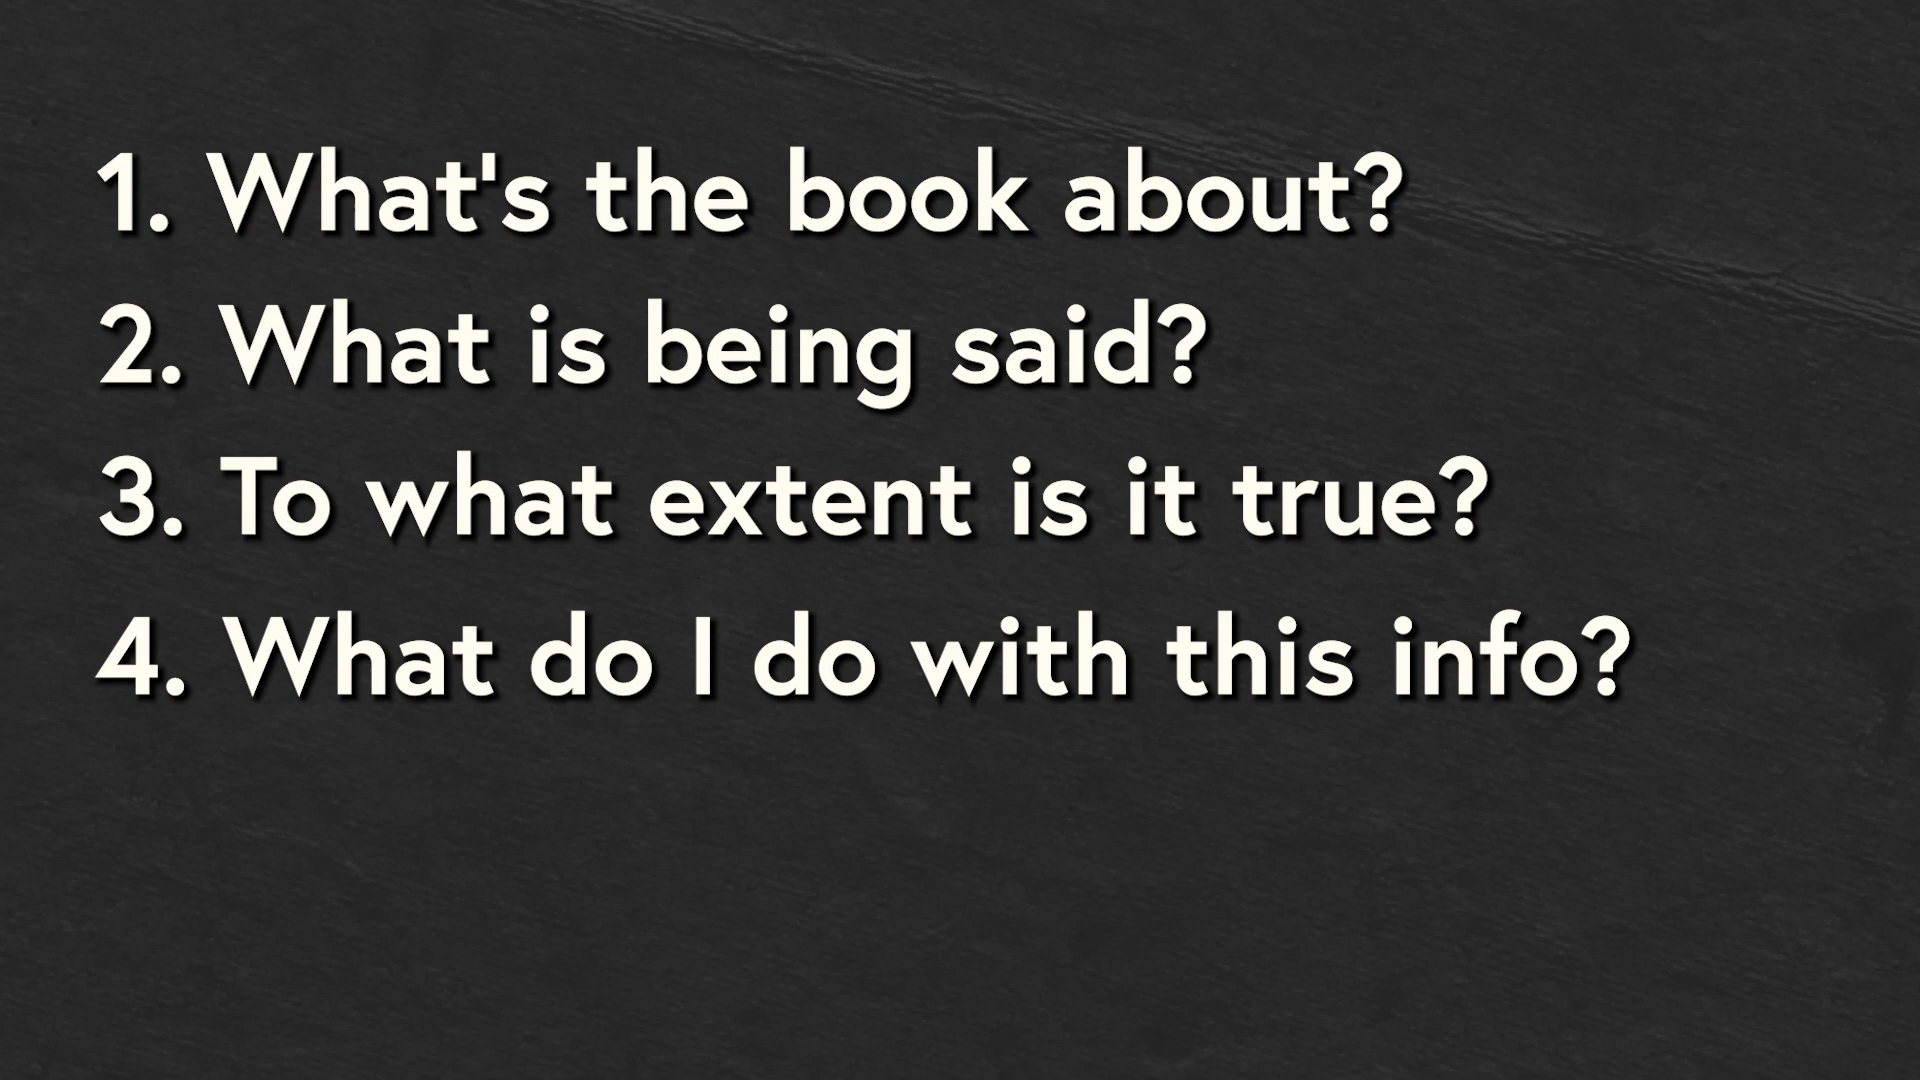 1. What's the book about?
2. What is being said?
3. To what extent is it true?
4. What do I do with this info?